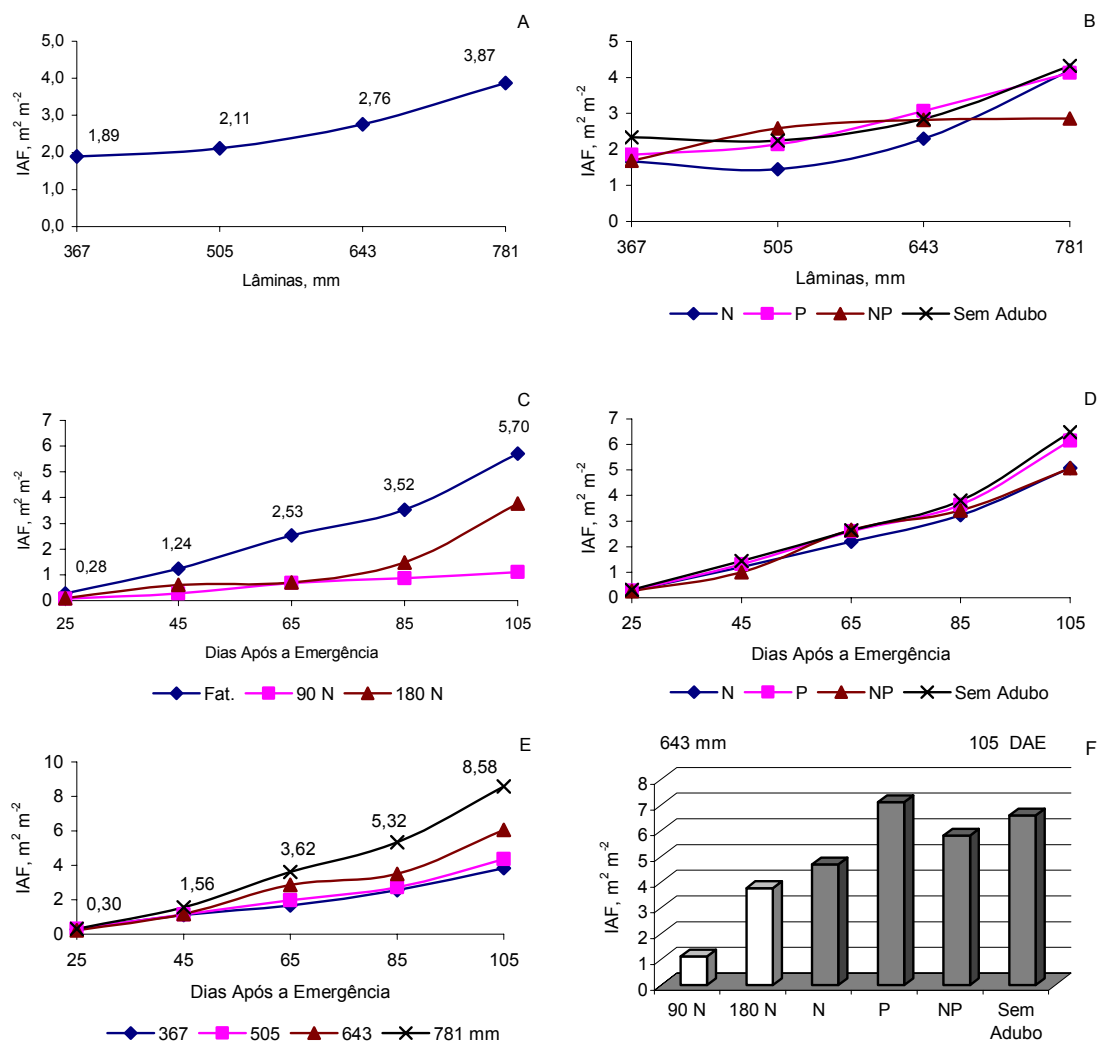 A
IAF, m² m⁻²
5,0
4,0
3,0
2,0
1,0
0,0
1,89
2,11
2,76
3,87
367 505 643 781
Lâminas, mm
B
IAF, m² m⁻²
5
4
3
2
1
0
367 505 643 781
Lâminas, mm
N P NP Sem Adubo
C
IAF, m² m⁻²
7
6
5
4
3
2
1
0
0,28
1,24
2,53
3,52
5,70
25 45 65 85 105
Dias Após a Emergência
Fat. 90 N 180 N
D
IAF, m² m⁻²
7
6
5
4
3
2
1
0
25 45 65 85 105
Dias Após a Emergência
N P NP Sem Adubo
E
IAF, m² m⁻²
10
8
6
4
2
0
0,30
1,56
3,62
5,32
8,58
25 45 65 85 105
Dias Após a Emergência
367 505 643 781 mm
643 mm 105 DAE F
IAF, m² m⁻²
8
7
6
5
4
3
2
1
0
90 N 180 N N P NP Sem
Adubo